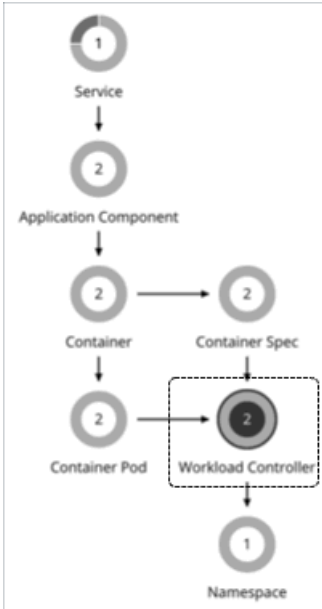 1
Service
2
Application Component
2
2
Container
Container Spec
2
2
Container Pod
Workload Controller
1
Namespace